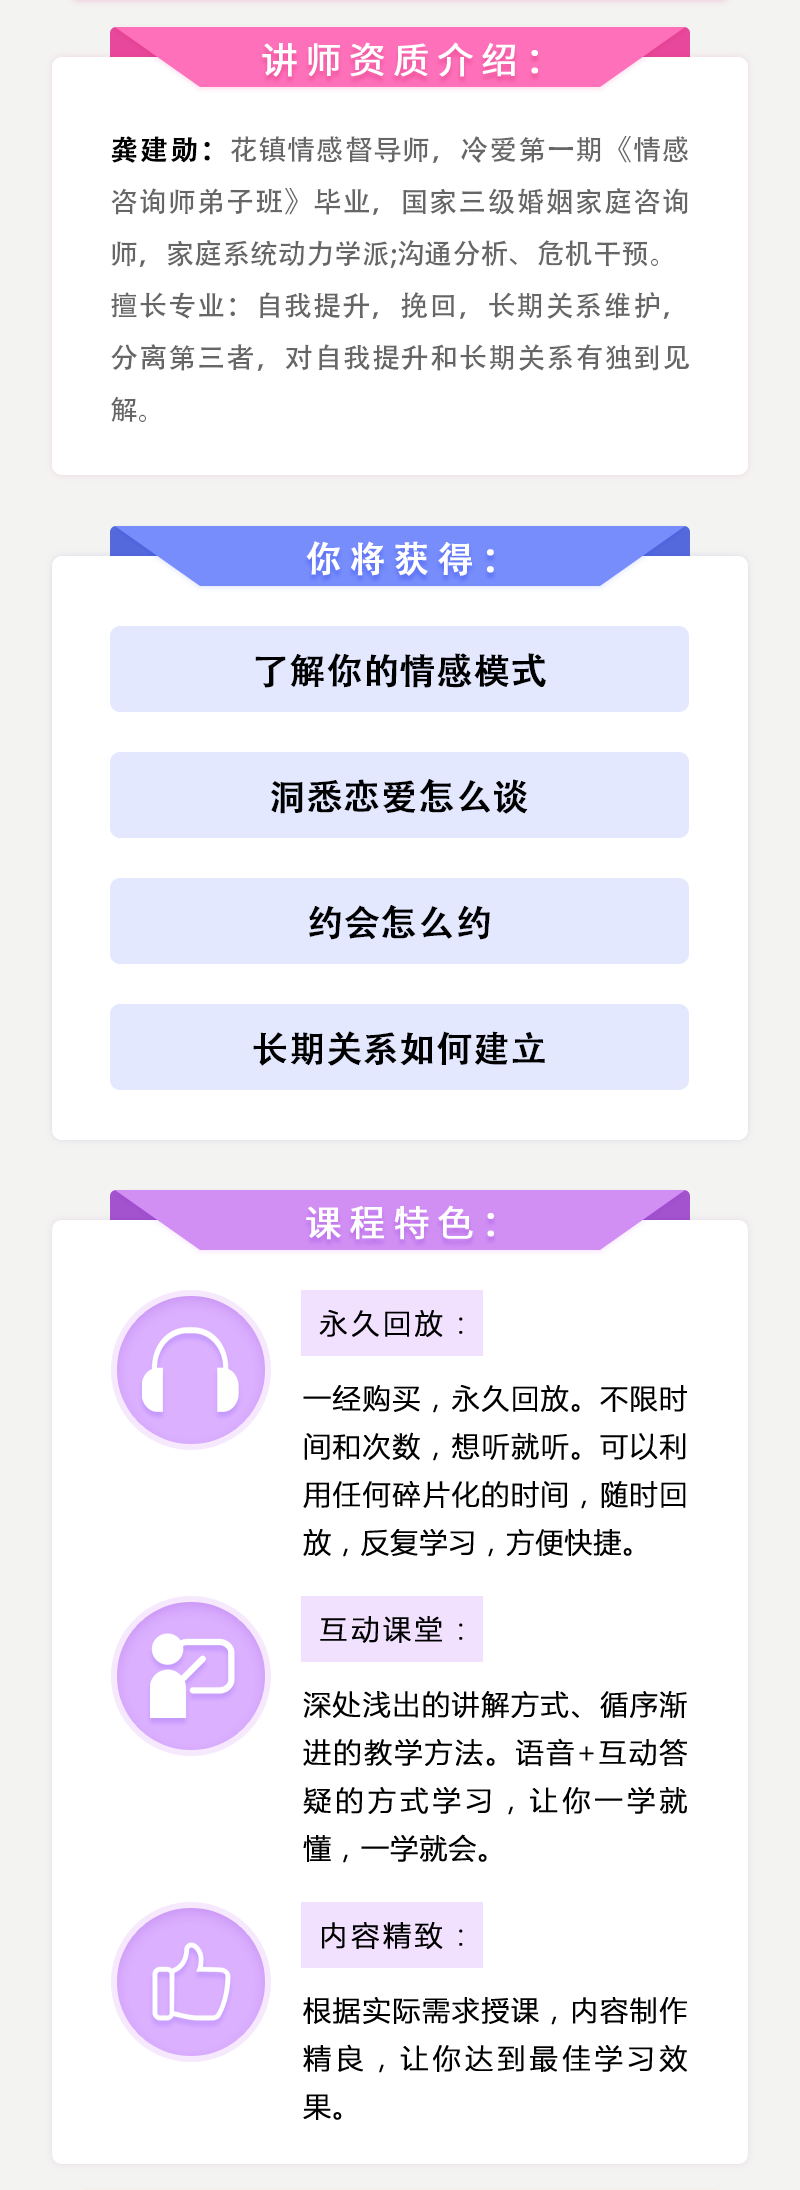 讲师资质介绍：
龚建勋：花镇情感督导师，冷爱第一期《情感
咨询师弟子班》毕业，国家三级婚姻家庭咨询
师，家庭系统动力学派;沟通分析、危机干预。
擅长专业：自我提升，挽回，长期关系维护，
分离第三者，对自我提升和长期关系有独到见
解。
你将获得：
了解你的情感模式
洞悉恋爱怎么谈
约会怎么约
长期关系如何建立
课程特色：
永久回放：
一经购买，永久回放。不限时
间和次数，想听就听。可以利
用任何碎片化的时间，随时回
放，反复学习，方便快捷。
互动课堂：
深处浅出的讲解方式、循序渐
进的教学方法。语音+互动答
疑的方式学习，让你一学就
懂，一学就会。
内容精致：
根据实际需求授课，内容制作
精良，让你达到最佳学习效
果。